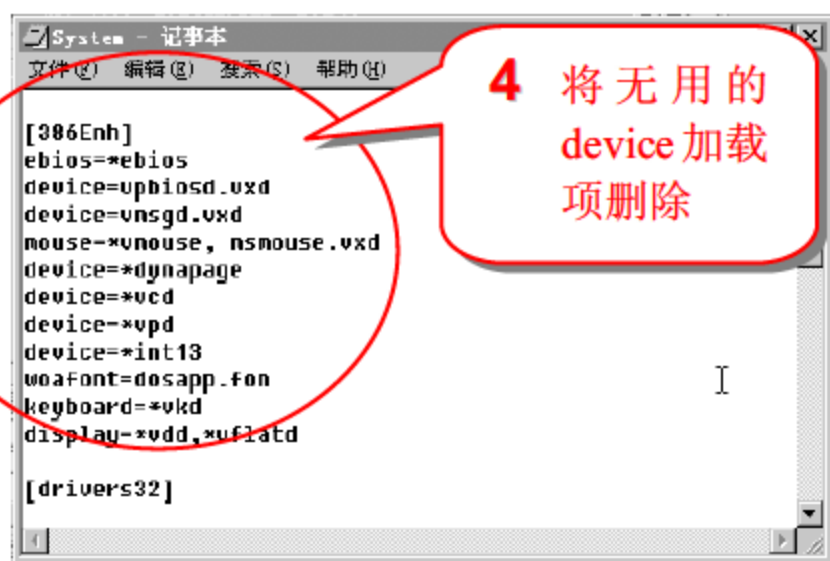 System - 记事本
文件(F) 编辑(E) 搜索(S) 帮助(H)
4 将无用的
device加载
项删除
[386Enh]
ebios=*ebios
device=vpbiosd.vxd
device=vmsgd.vxd
mouse=*vmouse, msmouse.vxd
device=*dynapage
device=*vcd
device=*vpd
device=*int13
woafont=dosapp.fon
keyboard=*vkd
display=*vdd,*vflatd
[drivers32]